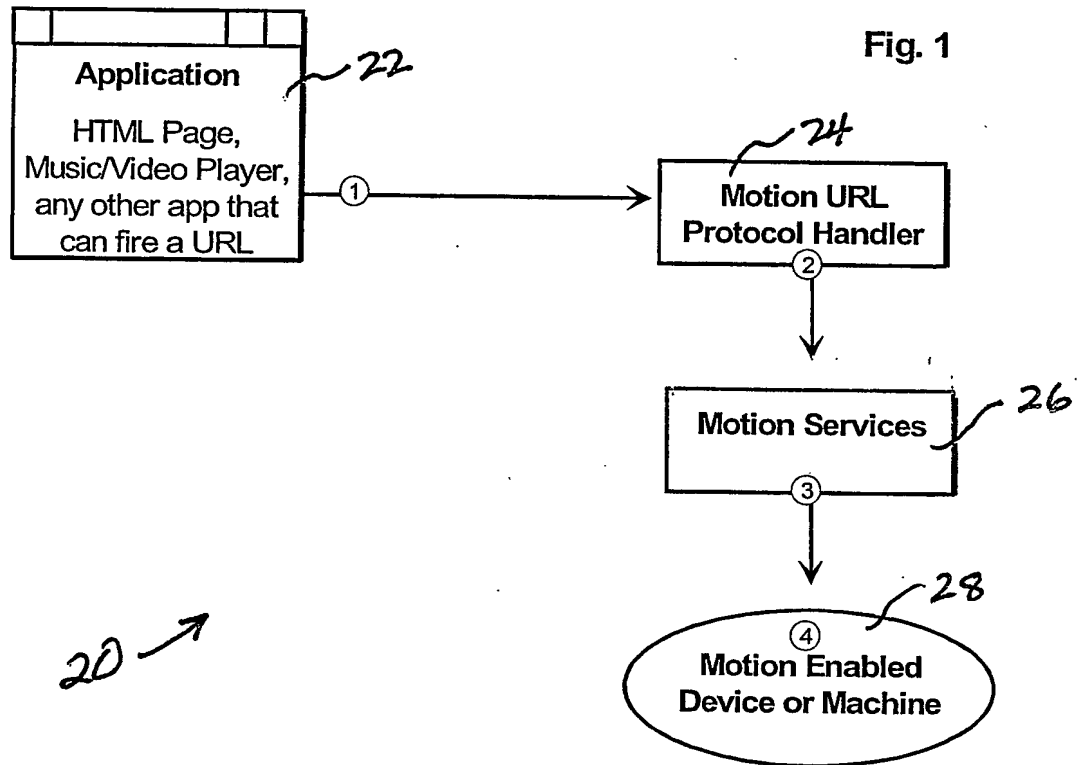 Fig. 1
Application
22
HTML Page,
Music/Video Player,
any other app that
can fire a URL
1
24
Motion URL
Protocol Handler
2
Motion Services
26
3
28
4
Motion Enabled
Device or Machine
20